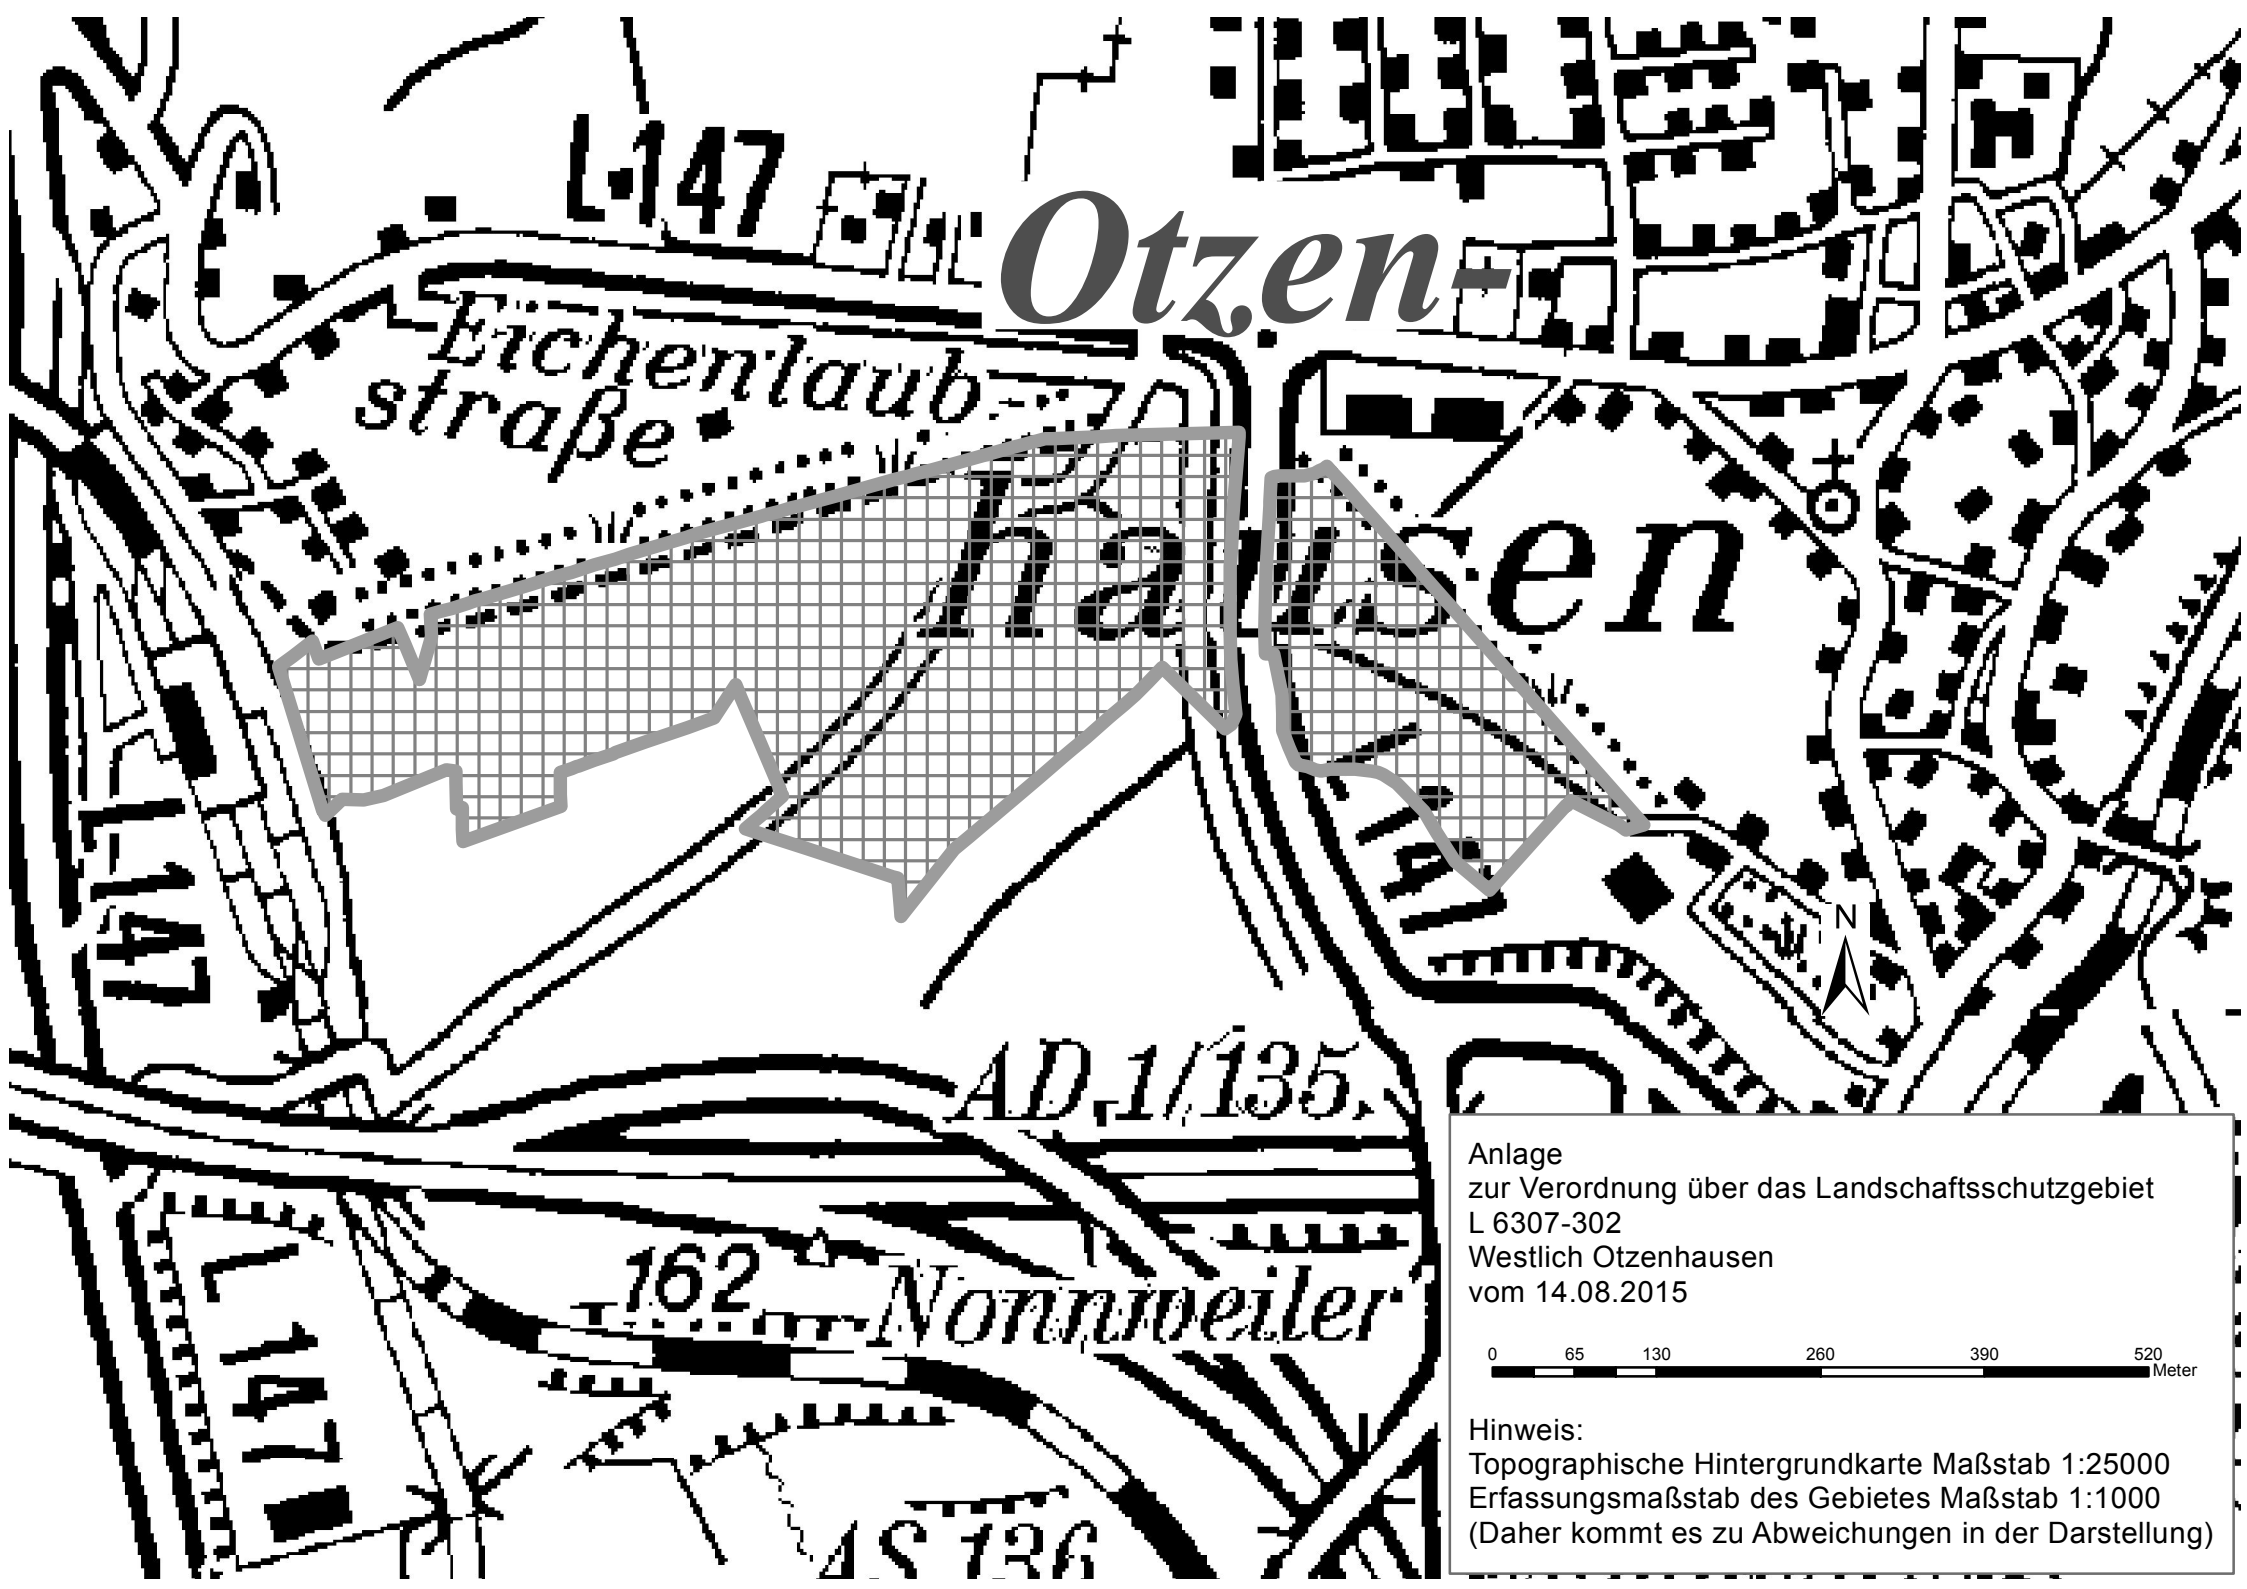 L 147
Otzen-
Eichenlaub-
straße
hausen
L 147
147
N
AD 1/135
162
Nonnweiler
L 147
AS 136
Anlage
zur Verordnung über das Landschaftsschutzgebiet
L 6307-302
Westlich Otzenhausen
vom 14.08.2015
0 65 130 260 390 520
Meter
Hinweis:
Topographische Hintergrundkarte Maßstab 1:25000
Erfassungsmaßstab des Gebietes Maßstab 1:1000
(Daher kommt es zu Abweichungen in der Darstellung)